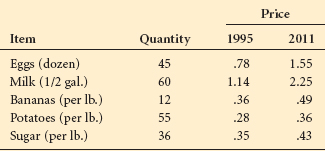 Price
Item Quantity 1995 2011
Eggs (dozen) 45 .78 1.55
Milk (1/2 gal.) 60 1.14 2.25
Bananas (per lb.) 12 .36 .49
Potatoes (per lb.) 55 .28 .36
Sugar (per lb.) 36 .35 .43